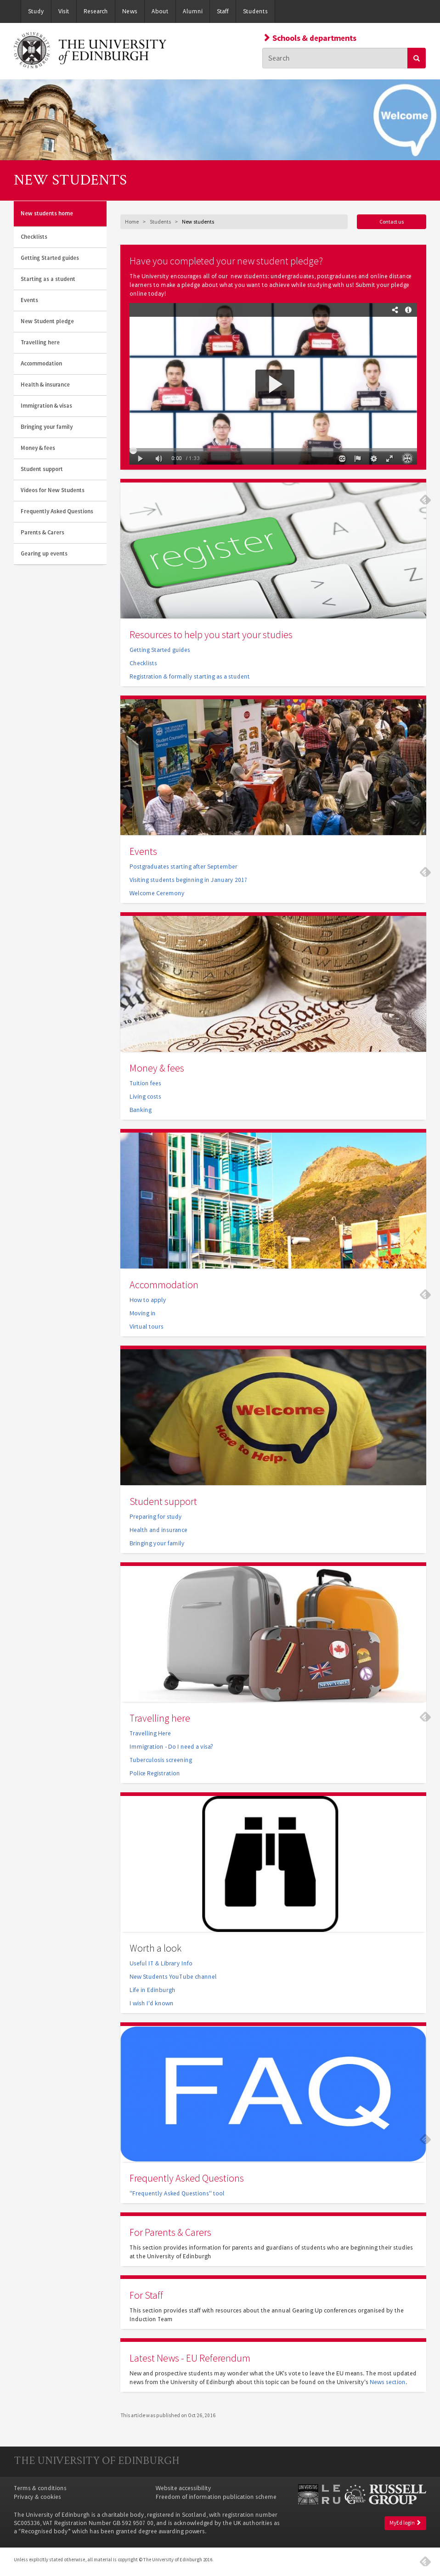 Study
Visit
Research
News
About
Alumni
Staff
Students
THE UNIVERSITY
of EDINBURGH
Schools & departments
Search
Welcome
NEW STUDENTS
New students home
Checklists
Getting Started guides
Starting as a student
Events
New Student pledge
Travelling here
Accommodation
Health & insurance
Immigration & visas
Bringing your family
Money & fees
Student support
Videos for New Students
Frequently Asked Questions
Parents & Carers
Gearing up events
Home > Students > New students
Contact us
Have you completed your new student pledge?
The University encourages all of our new students: undergraduates, postgraduates and online distance
learners to make a pledge about what you want to achieve while studying with us! Submit your pledge
online today!
0:00 / 1:33
register
Resources to help you start your studies
Getting Started guides
Checklists
Registration & formally starting as a student
Events
Postgraduates starting after September
Visiting students beginning in January 2017
Welcome Ceremony
Money & fees
Tuition fees
Living costs
Banking
Accommodation
How to apply
Moving in
Virtual tours
Welcome
Here to Help.
Student support
Preparing for study
Health and insurance
Bringing your family
Travelling here
Travelling Here
Immigration - Do I need a visa?
Tuberculosis screening
Police Registration
Worth a look
Useful IT & Library Info
New Students YouTube channel
Life in Edinburgh
I wish I'd known
FAQ
Frequently Asked Questions
"Frequently Asked Questions" tool
For Parents & Carers
This section provides information for parents and guardians of students who are beginning their studies
at the University of Edinburgh
For Staff
This section provides staff with resources about the annual Gearing Up conferences organised by the
Induction Team
Latest News - EU Referendum
New and prospective students may wonder what the UK's vote to leave the EU means. The most updated
news from the University of Edinburgh about this topic can be found on the University's News section.
This article was published on Oct 26, 2016
THE UNIVERSITY OF EDINBURGH
Terms & conditions
Privacy & cookies
Website accessibility
Freedom of information publication scheme
LE
RU
RUSSELL
GROUP
The University of Edinburgh is a charitable body, registered in Scotland, with registration number
SC005336, VAT Registration Number GB 592 9507 00, and is acknowledged by the UK authorities as
a "Recognised body" which has been granted degree awarding powers.
MyEd login
Unless explicitly stated otherwise, all material is copyright © The University of Edinburgh 2016.